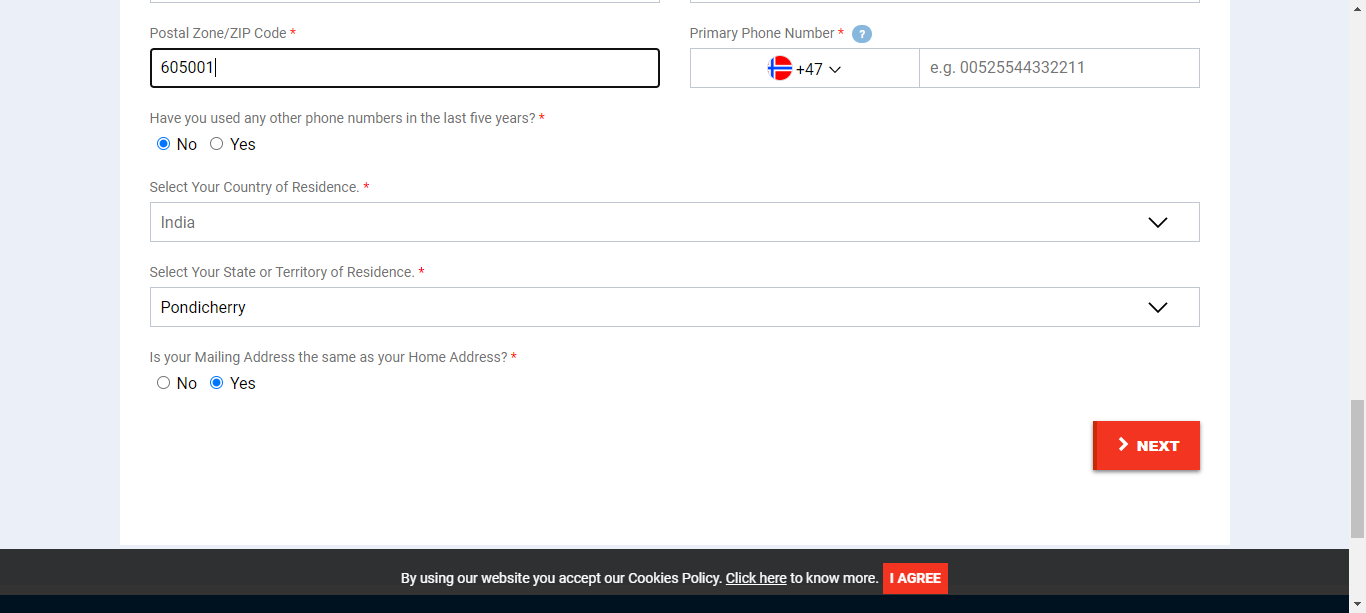 Postal Zone/ZIP Code *
Primary Phone Number * ?
605001
+47
e.g. 00525544332211
Have you used any other phone numbers in the last five years? *
No Yes
Select Your Country of Residence. *
India
Select Your State or Territory of Residence. *
Pondicherry
Is your Mailing Address the same as your Home Address? *
No Yes
NEXT
By using our website you accept our Cookies Policy. Click here to know more. I AGREE